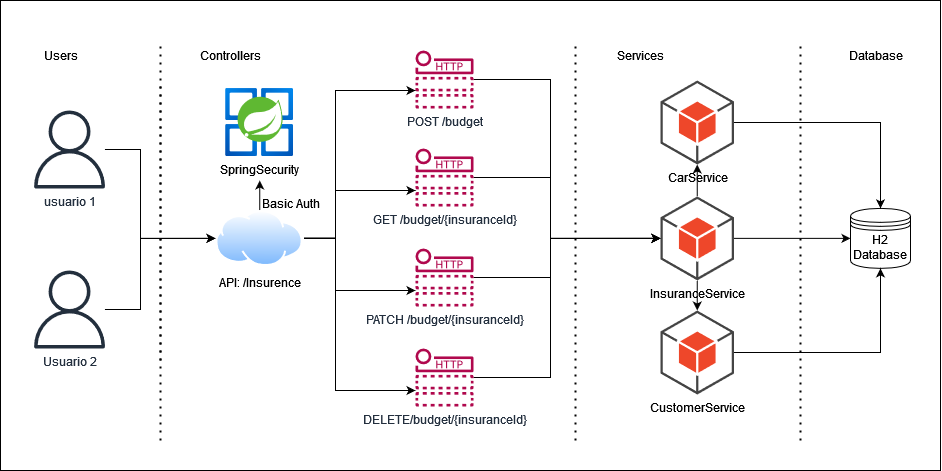 Users
Controllers
Services
Database
HTTP
POST /budget
SpringSecurity
Basic Auth
HTTP
GET /budget/{insuranceId}
CarService
usuario 1
API: /Insurence
HTTP
PATCH /budget/{insuranceId}
InsuranceService
H2
Database
Usuario 2
HTTP
DELETE/budget/{insuranceId}
CustomerService